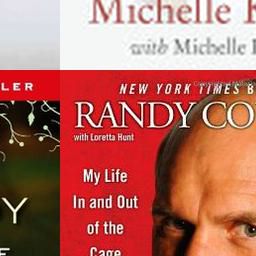 Michelle K
with Michelle
LER
NEW YORK TIMES B
RANDY CO
with Loretta Hunt
My Life
In and Out
of the
Cage
Y